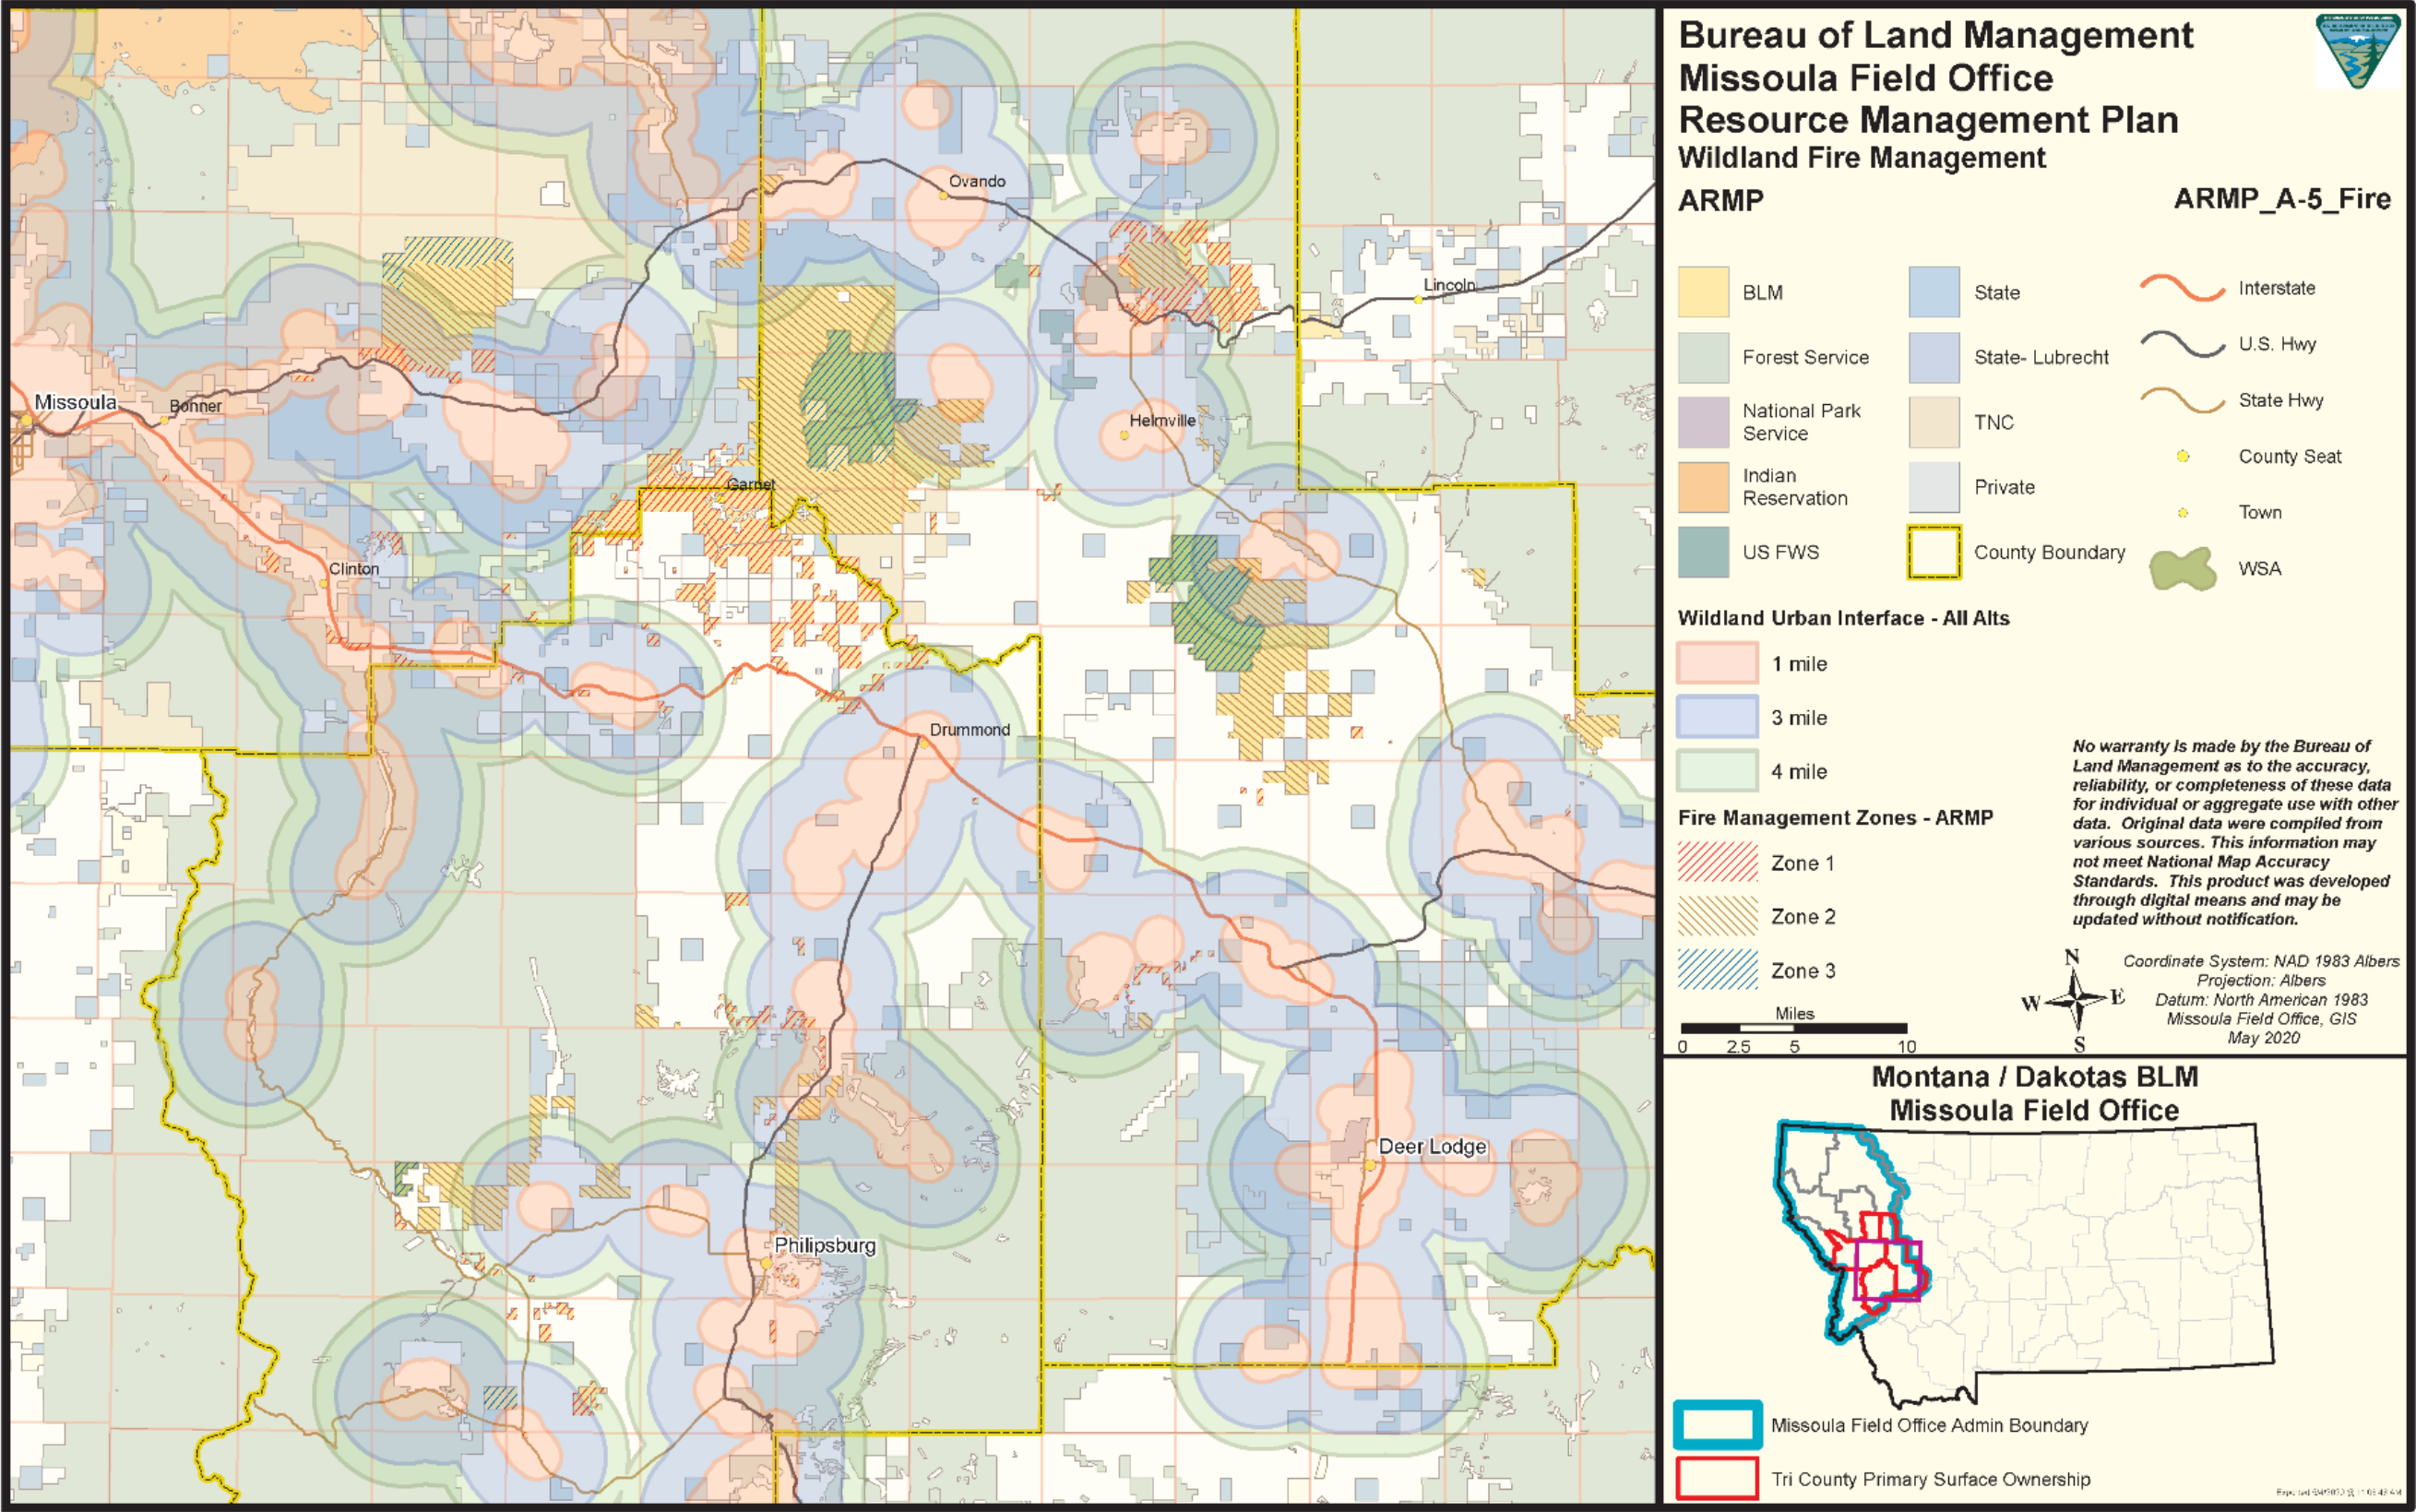 Bureau of Land Management
Missoula Field Office
Resource Management Plan
Wildland Fire Management
ARMP
ARMP_A-5_Fire
BLM
State
Interstate
Forest Service
State- Lubrecht
U.S. Hwy
National Park
Service
TNC
State Hwy
Indian
Reservation
Private
County Seat
Town
US FWS
County Boundary
WSA
Wildland Urban Interface - All Alts
1 mile
3 mile
4 mile
Fire Management Zones - ARMP
Zone 1
Zone 2
Zone 3
Miles
0 2.5 5 10
No warranty is made by the Bureau of
Land Management as to the accuracy,
reliability, or completeness of these data
for individual or aggregate use with other
data. Original data were compiled from
various sources. This information may
not meet National Map Accuracy
Standards. This product was developed
through digital means and may be
updated without notification.
N
W E
S
Coordinate System: NAD 1983 Albers
Projection: Albers
Datum: North American 1983
Missoula Field Office, GIS
May 2020
Montana / Dakotas BLM
Missoula Field Office
Missoula Field Office Admin Boundary
Tri County Primary Surface Ownership
Ovando
Lincoln
Missoula
Bonner
Helmville
Garnet
Clinton
Drummond
Deer Lodge
Philipsburg